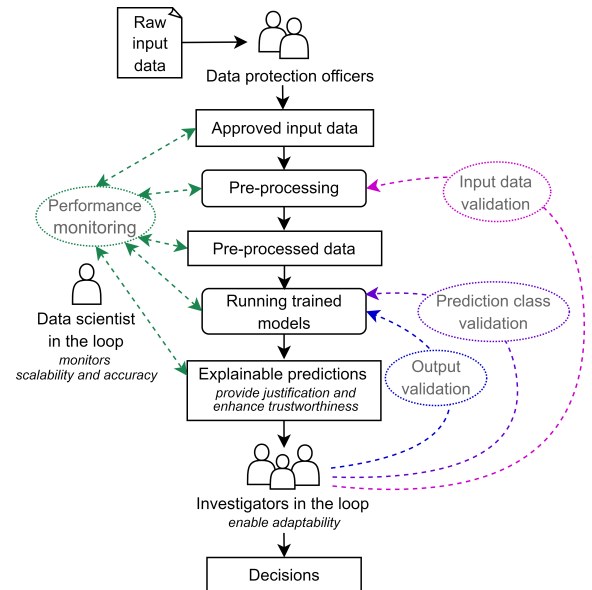 Raw
input
data
Data protection officers
Approved input data
Pre-processing
Input data
validation
Performance
monitoring
Pre-processed data
Data scientist
in the loop
monitors
scalability and accuracy
Running trained
models
Prediction class
validation
Output
validation
Explainable predictions
provide justification and
enhance trustworthiness
Investigators in the loop
enable adaptability
Decisions